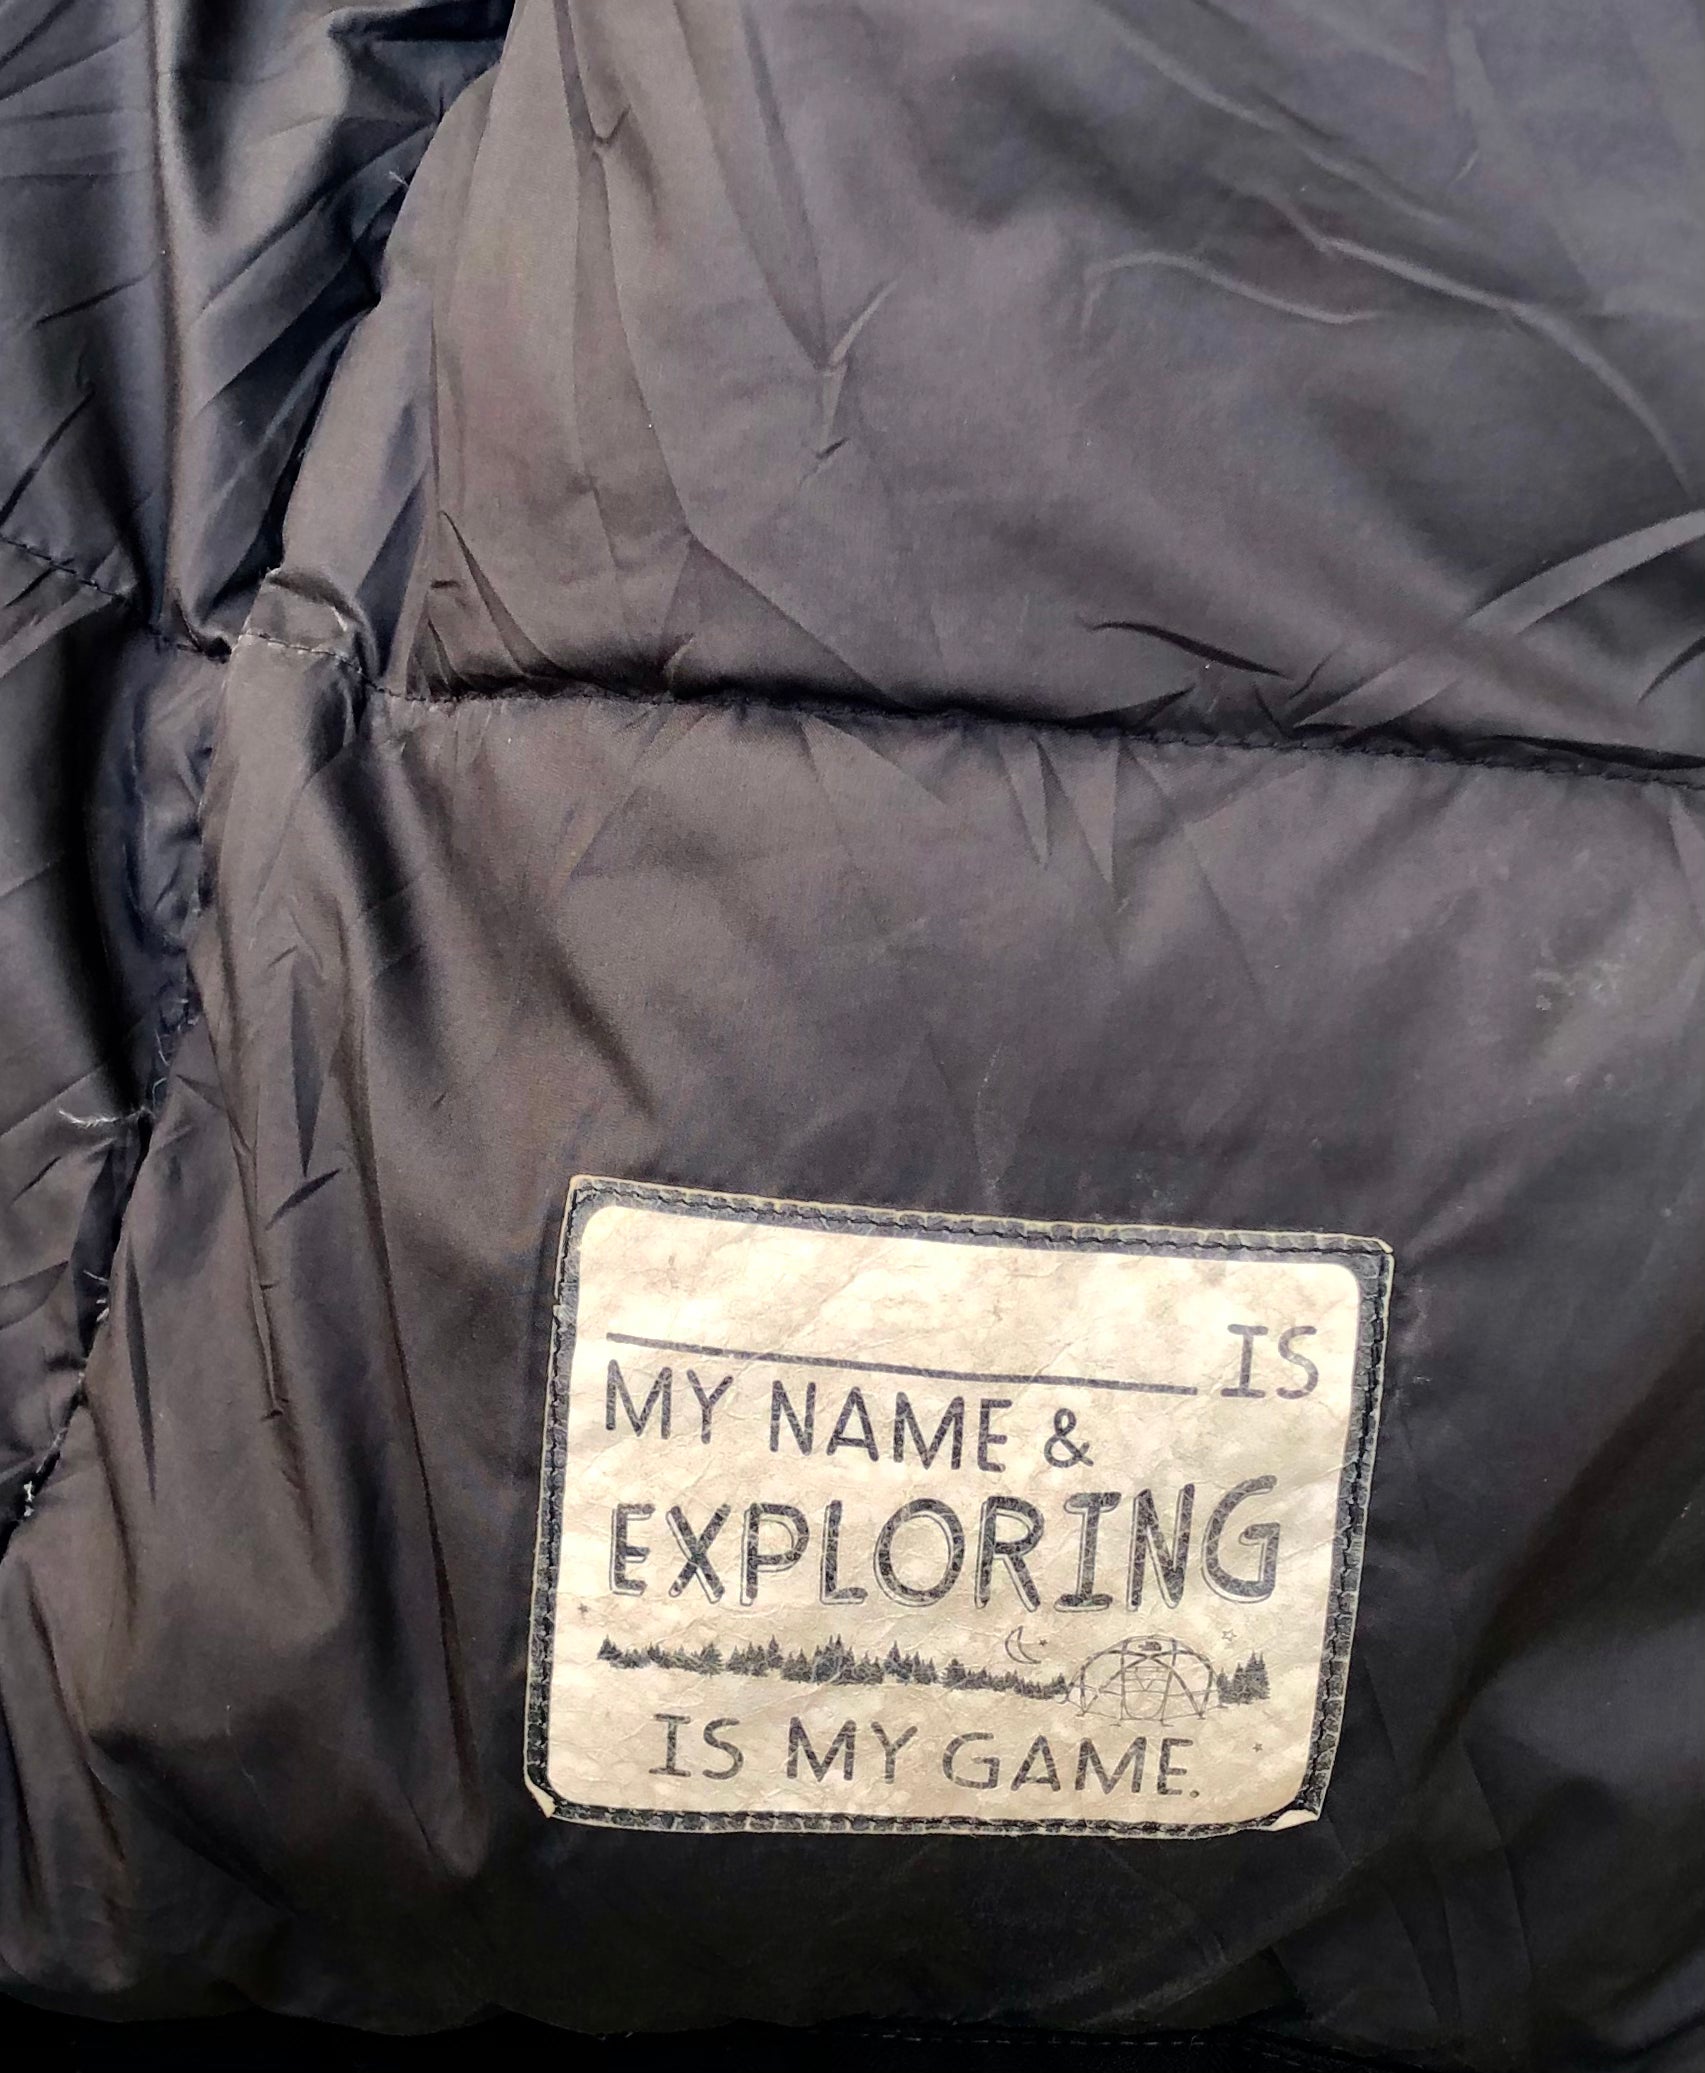 IS
MY NAME &
EXPLORING
IS MY GAME.